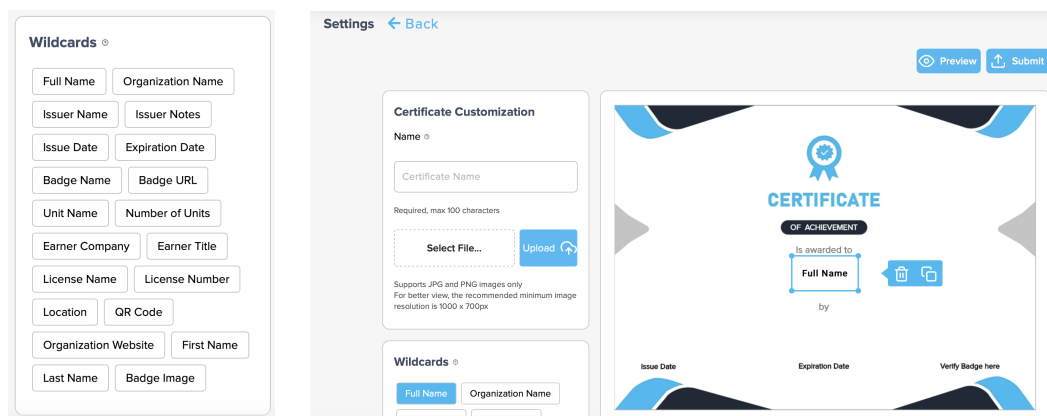 Wildcards
Full Name
Organization Name
Issuer Name
Issuer Notes
Issue Date
Expiration Date
Badge Name
Badge URL
Unit Name
Number of Units
Earner Company
Earner Title
License Name
License Number
Location
QR Code
Organization Website
First Name
Last Name
Badge Image
Settings
Back
Preview
Submit
Certificate Customization
Name
Certificate Name
Required, max 100 characters
Select File...
Upload
Supports JPG and PNG images only
For better view, the recommended minimum image
resolution is 1000 x 700px
Wildcards
Full Name
Organization Name
CERTIFICATE
OF ACHIEVEMENT
Is awarded to
Full Name
by
Issue Date
Expiration Date
Verify Badge here